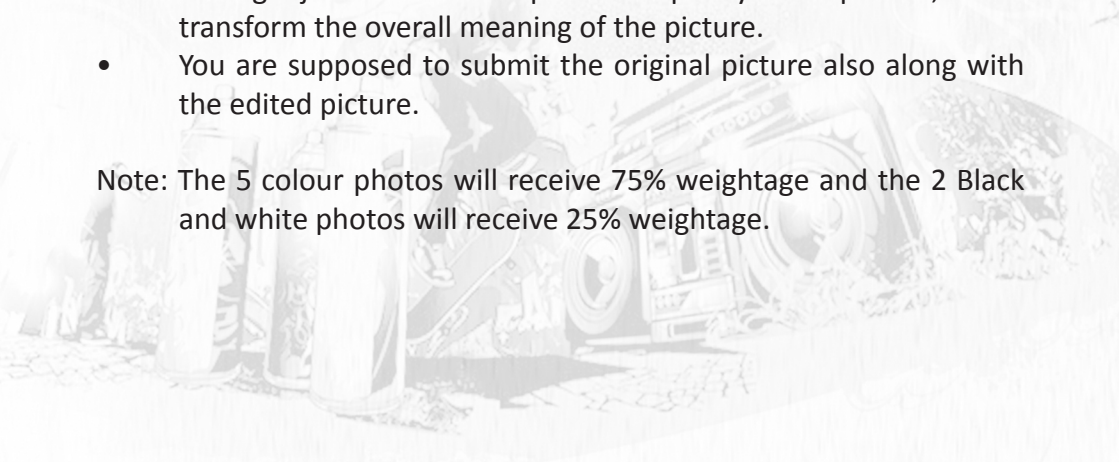 transform the overall meaning of the picture.
• You are supposed to submit the original picture also along with
the edited picture.
Note: The 5 colour photos will receive 75% weightage and the 2 Black
and white photos will receive 25% weightage.